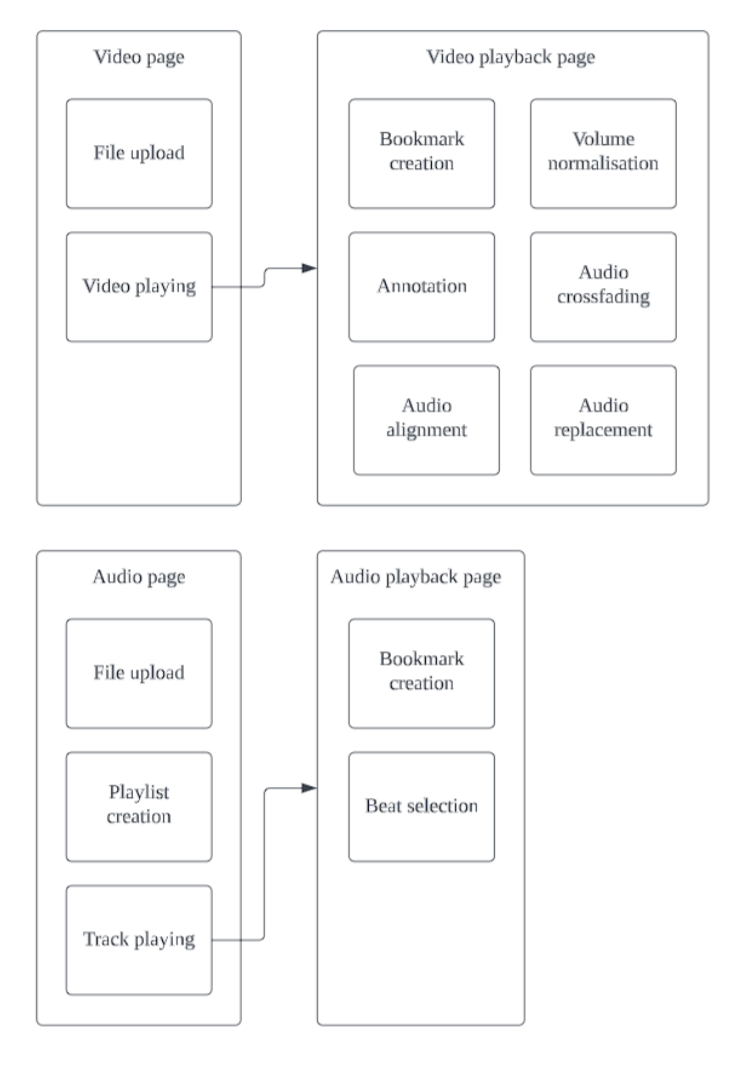 Video page
File upload
Video playing
Video playback page
Bookmark
creation
Volume
normalisation
Annotation
Audio
crossfading
Audio
alignment
Audio
replacement
Audio page
File upload
Playlist
creation
Track playing
Audio playback page
Bookmark
creation
Beat selection